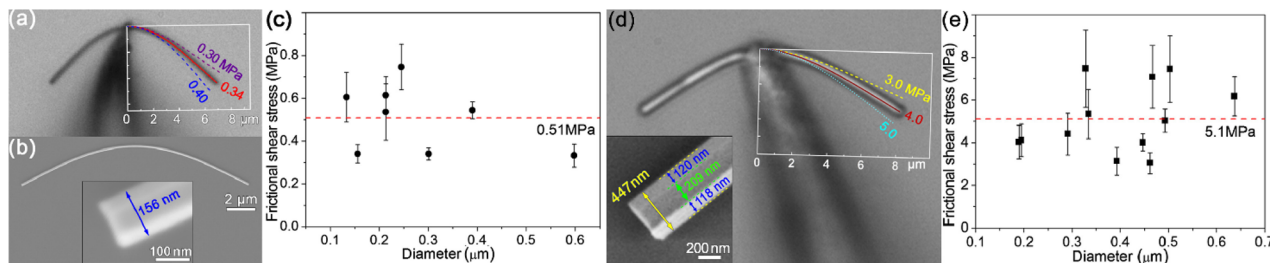 (a)
0.30 MPa
0.34
0.40
0 2 4 6 8 μm
(b)
2 μm
156 nm
100 nm
(c)
Frictional shear stress (MPa)
1.0
0.8
0.6
0.4
0.2
0.0
0.51MPa
0.0 0.1 0.2 0.3 0.4 0.5 0.6 0.7
Diameter (μm)
(d)
3.0 MPa
4.0
5.0
0 2 4 6 8 μm
447nm
120 nm
209 nm
118 nm
200 nm
(e)
Frictional shear stress (MPa)
10
8
6
4
2
0
5.1MPa
0.1 0.2 0.3 0.4 0.5 0.6 0.7
Diameter (μm)